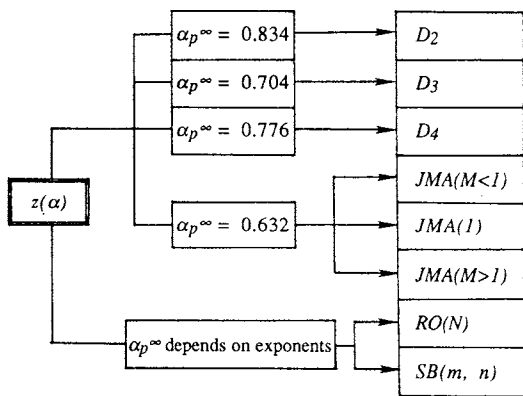 αp∞ = 0.834
D2
αp∞ = 0.704
D3
αp∞ = 0.776
D4
z(α)
JMA(M<1)
αp∞ = 0.632
JMA(1)
JMA(M>1)
RO(N)
αp∞ depends on exponents
SB(m, n)